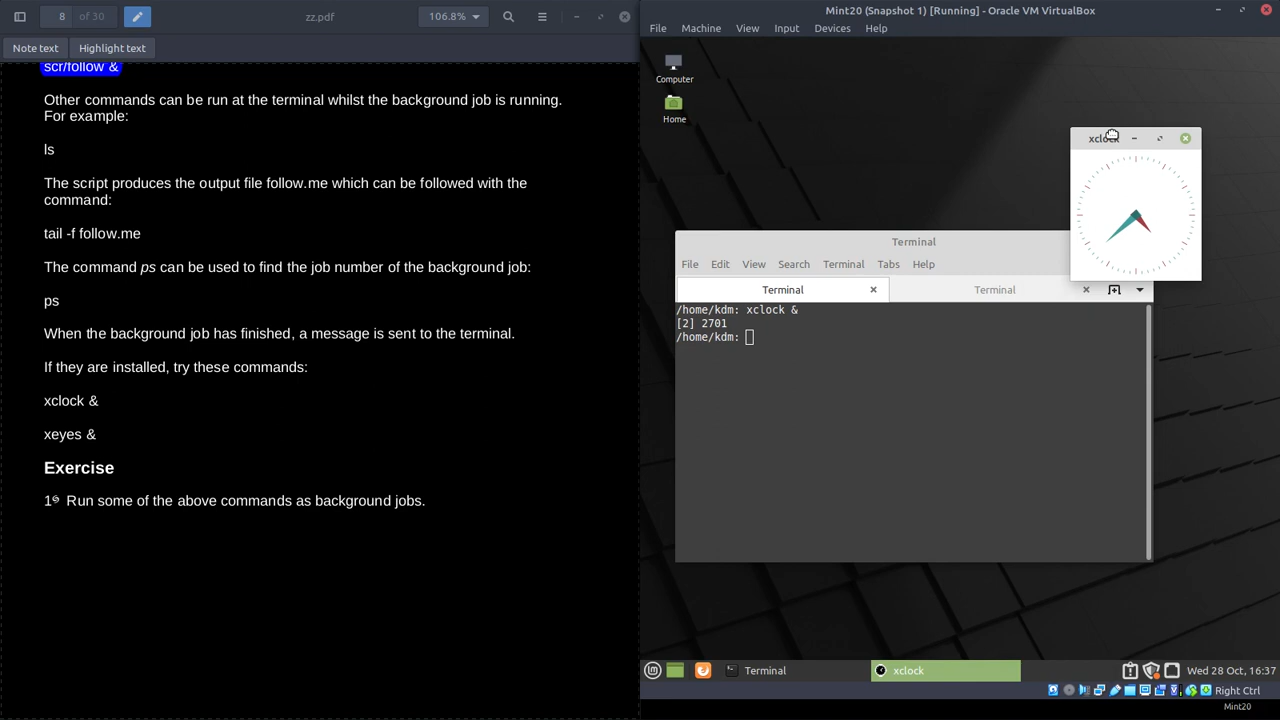 8 of 30
zz.pdf
106.8%
Note text
Highlight text
scr/follow &
Other commands can be run at the terminal whilst the background job is running.
For example:
ls
The script produces the output file follow.me which can be followed with the
command:
tail -f follow.me
The command ps can be used to find the job number of the background job:
ps
When the background job has finished, a message is sent to the terminal.
If they are installed, try these commands:
xclock &
xeyes &
Exercise
1 Run some of the above commands as background jobs.
Mint20 (Snapshot 1) [Running] - Oracle VM VirtualBox
File Machine View Input Devices Help
Computer
Home
xclock
Terminal
File Edit View Search Terminal Tabs Help
Terminal
Terminal
/home/kdm: xclock &
[2] 2701
/home/kdm:
Terminal
xclock
Wed 28 Oct, 16:37
Right Ctrl
Mint20